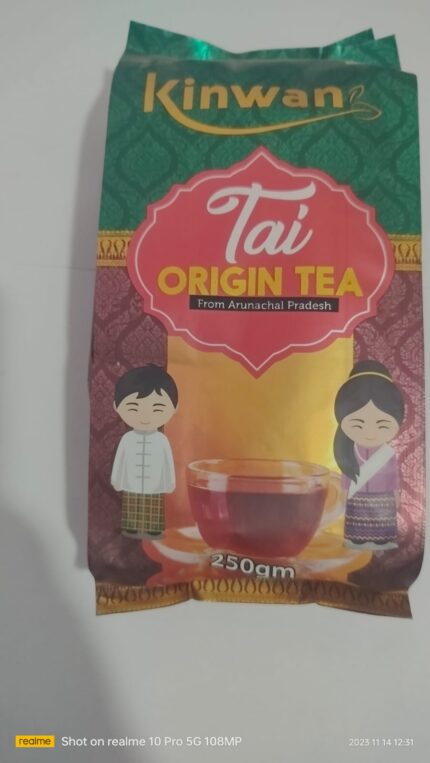 Kinwan
Tai
ORIGIN TEA
From Arunachal Pradesh
250gm
realme Shot on realme 10 Pro 5G 108MP 2023 11 14 12:31